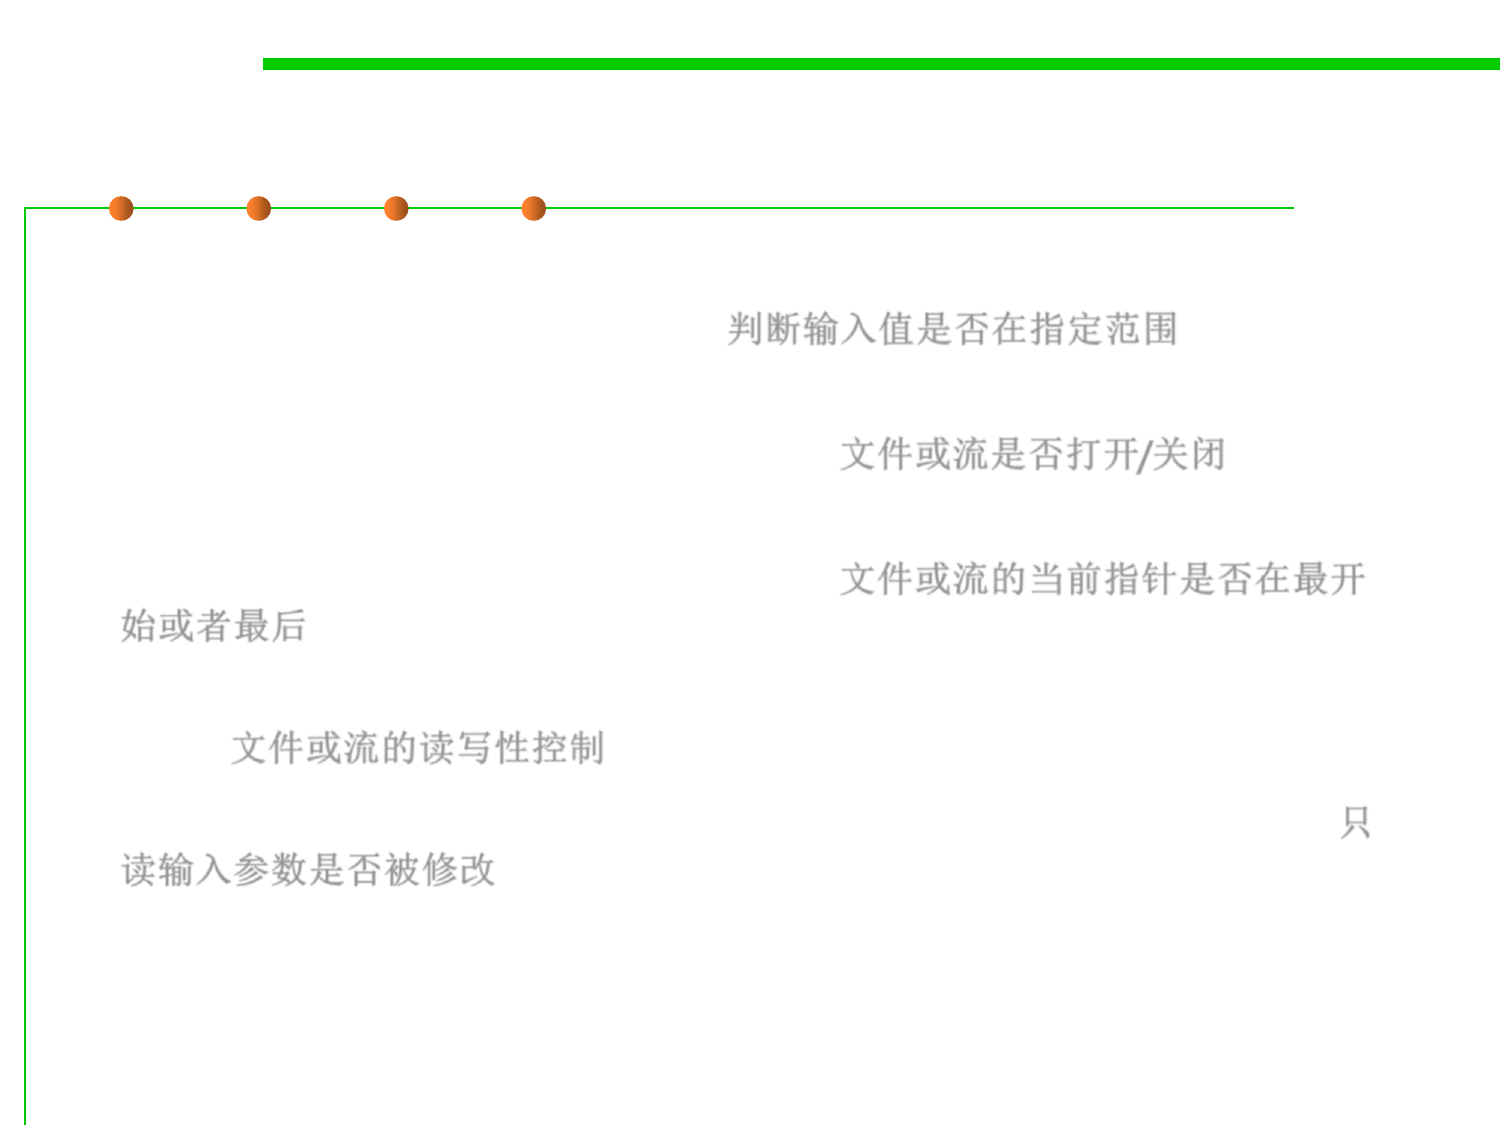 判断输入值是否在指定范围
文件或流是否打开/关闭
文件或流的当前指针是否在最开
始或者最后
文件或流的读写性控制
只
读输入参数是否被修改